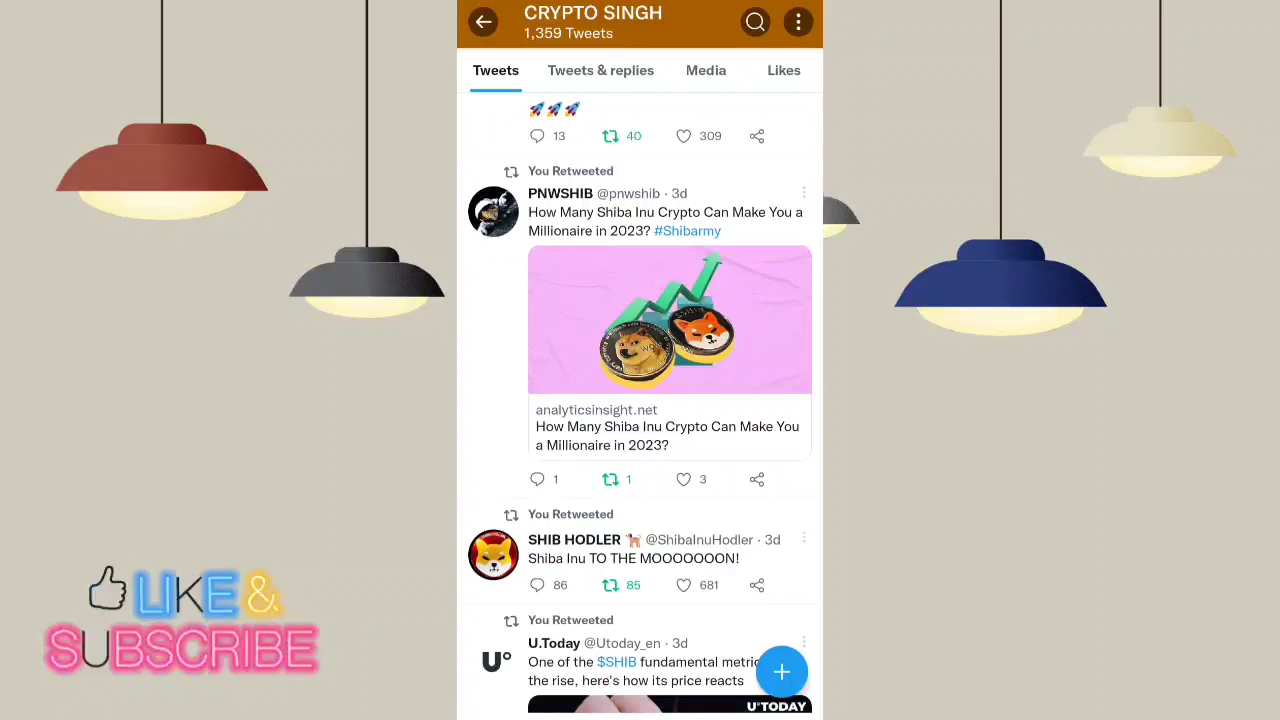 CRYPTO SINGH
1,359 Tweets
Tweets
Tweets & replies
Media
Likes
13
40
309
You Retweeted
PNWSHIB @pnwshib · 3d
How Many Shiba Inu Crypto Can Make You a
Millionaire in 2023? #Shibarmy
analyticsinsight.net
How Many Shiba Inu Crypto Can Make You
a Millionaire in 2023?
1
1
3
You Retweeted
SHIB HODLER @ShibaInuHodler · 3d
Shiba Inu TO THE MOOOOOOON!
86
85
681
You Retweeted
U.Today @Utoday_en · 3d
One of the $SHIB fundamental metric
the rise, here's how its price reacts
U°
U°TODAY
LIKE &
SUBSCRIBE